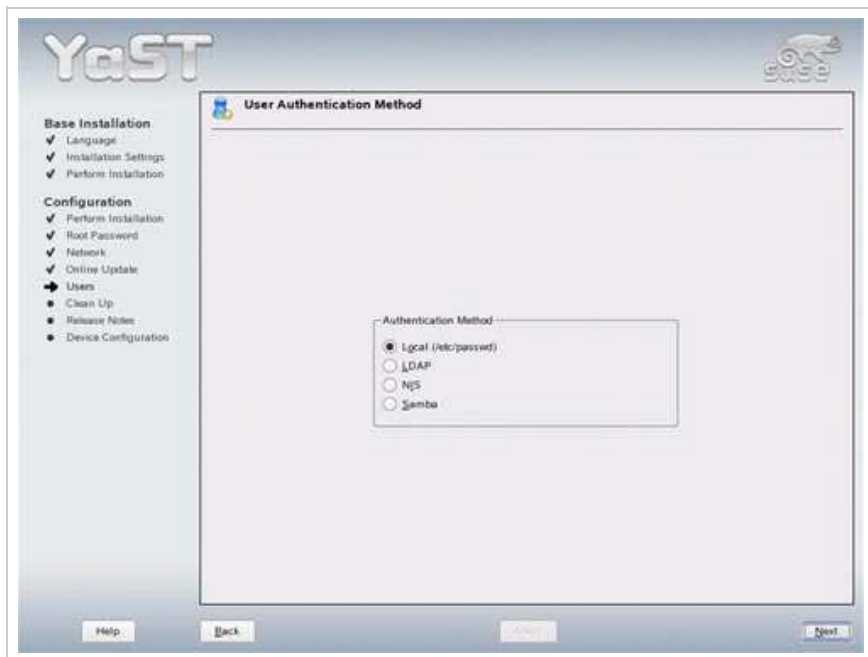 YaST
SUSE
Base Installation
Language
Installation Settings
Perform Installation
Configuration
Perform Installation
Root Password
Network
Online Update
Users
Clean Up
Release Notes
Device Configuration
User Authentication Method
Authentication Method
Local (/etc/passwd)
LDAP
NIS
Samba
Help
Back
Next